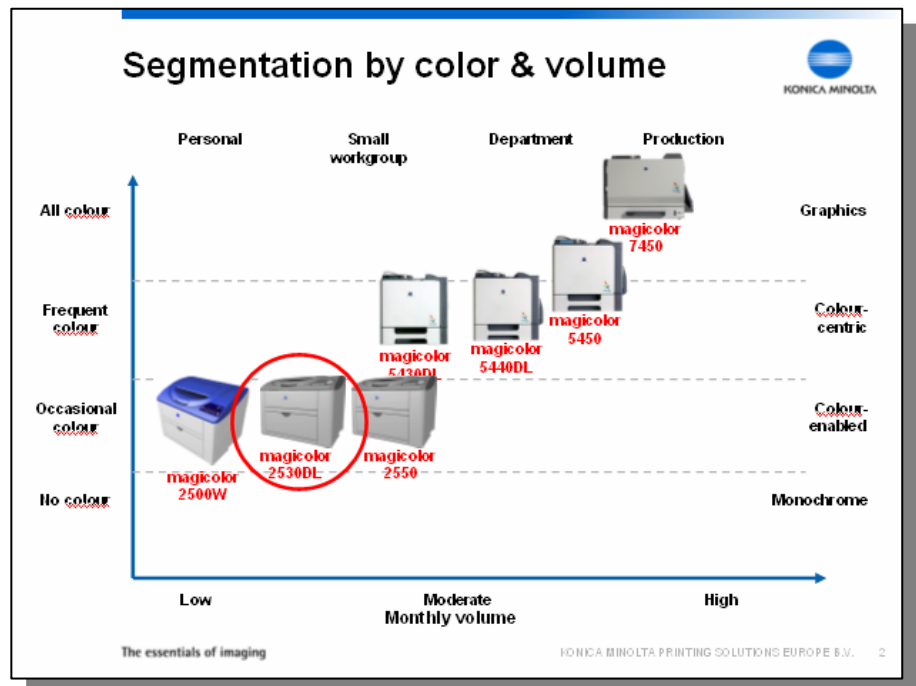 Segmentation by color & volume
KONICA MINOLTA
Personal
Small
workgroup
Department
Production
All colour
Graphics
magicolor
7450
Frequent
colour
Colour-
centric
magicolor
5430DL
magicolor
5440DL
magicolor
5450
Occasional
colour
Colour-
enabled
magicolor
2500W
magicolor
2530DL
magicolor
2550
No colour
Monochrome
Low
Moderate
High
Monthly volume
The essentials of imaging
KONICA MINOLTA PRINTING SOLUTIONS EUROPE B.V. 2